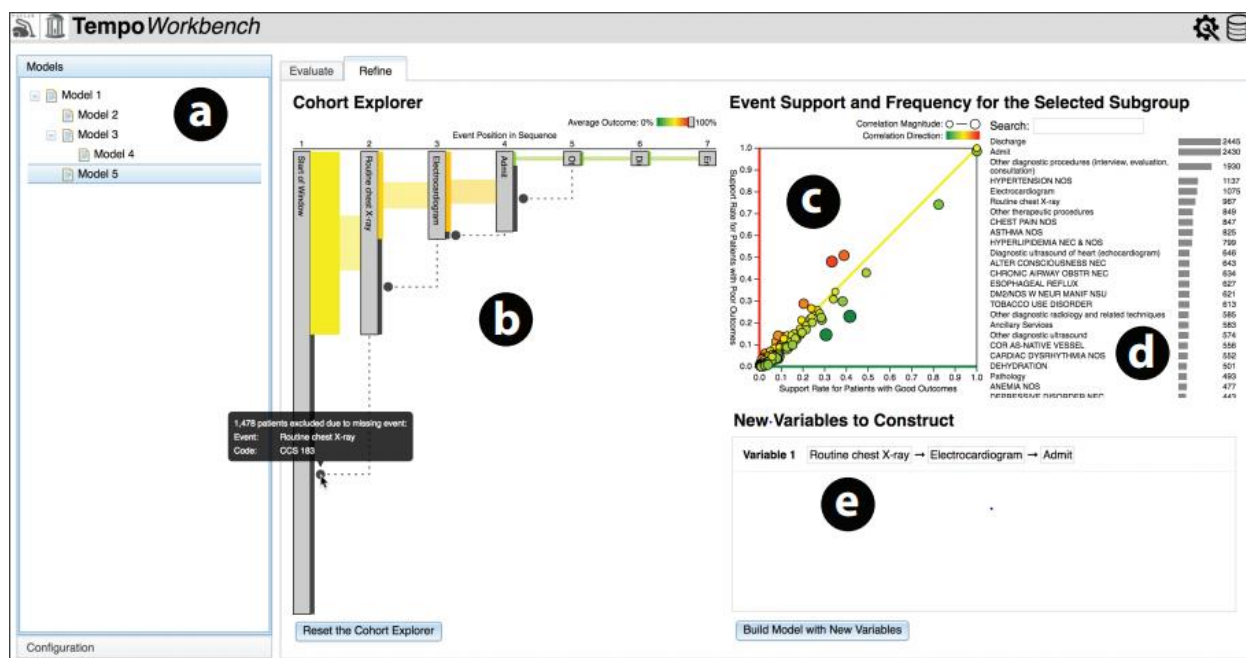 TempoWorkbench
Models
a
Model 1
Model 2
Model 3
Model 4
Model 5
Configuration
Evaluate
Refine
Cohort Explorer
Average Outcome: 0% 100%
Event Position in Sequence
1 2 3 4 5 6 7
Start of Window
Routine chest X-ray
Electrocardiogram
Admit
Di
En
b
1,478 patients excluded due to missing event:
Event: Routine chest X-ray
Code: CCS 183
Reset the Cohort Explorer
Event Support and Frequency for the Selected Subgroup
Correlation Magnitude:
Correlation Direction:
Support Rate for Patients with Poor Outcomes
1.0
0.9
0.8
0.7
0.6
0.5
0.4
0.3
0.2
0.1
0.0
0.0 0.1 0.2 0.3 0.4 0.5 0.6 0.7 0.8 0.9 1.0
Support Rate for Patients with Good Outcomes
c
Search:
Discharge 2445
Admit 2430
Other diagnostic procedures (interview, evaluation,
consultation) 1930
HYPERTENSION NOS 1137
Electrocardiogram 1075
Routine chest X-ray 967
Other therapeutic procedures 849
CHEST PAIN NOS 847
ASTHMA NOS 825
HYPERLIPIDEMIA NEC & NOS 799
Diagnostic ultrasound of heart (echocardiogram) 646
ALTER CONSCIOUSNESS NEC 643
CHRONIC AIRWAY OBSTR NEC 634
ESOPHAGEAL REFLUX 627
DM2/NOS W NEUR MANIF NSU 621
TOBACCO USE DISORDER 613
Other diagnostic radiology and related techniques 585
Ancillary Services 583
Other diagnostic ultrasound 574
COR AS-NATIVE VESSEL 556
CARDIAC DYSRHYTHMIA NOS 552
DEHYDRATION 501
Pathology 493
ANEMIA NOS 477
DEPRESSIVE DISORDER NEC 443
d
New Variables to Construct
Variable 1 Routine chest X-ray → Electrocardiogram → Admit
e
Build Model with New Variables